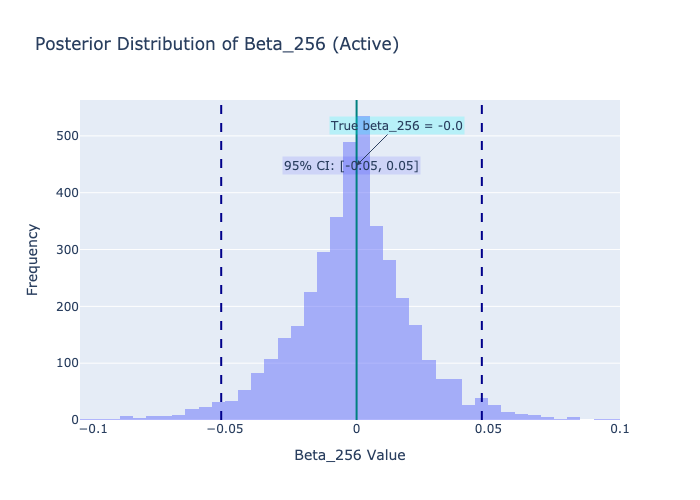 Posterior Distribution of Beta_256 (Active)
True beta_256 = -0.0
95% CI: [-0.05, 0.05]
Frequency
500
400
300
200
100
0
−0.1
−0.05
0
0.05
0.1
Beta_256 Value